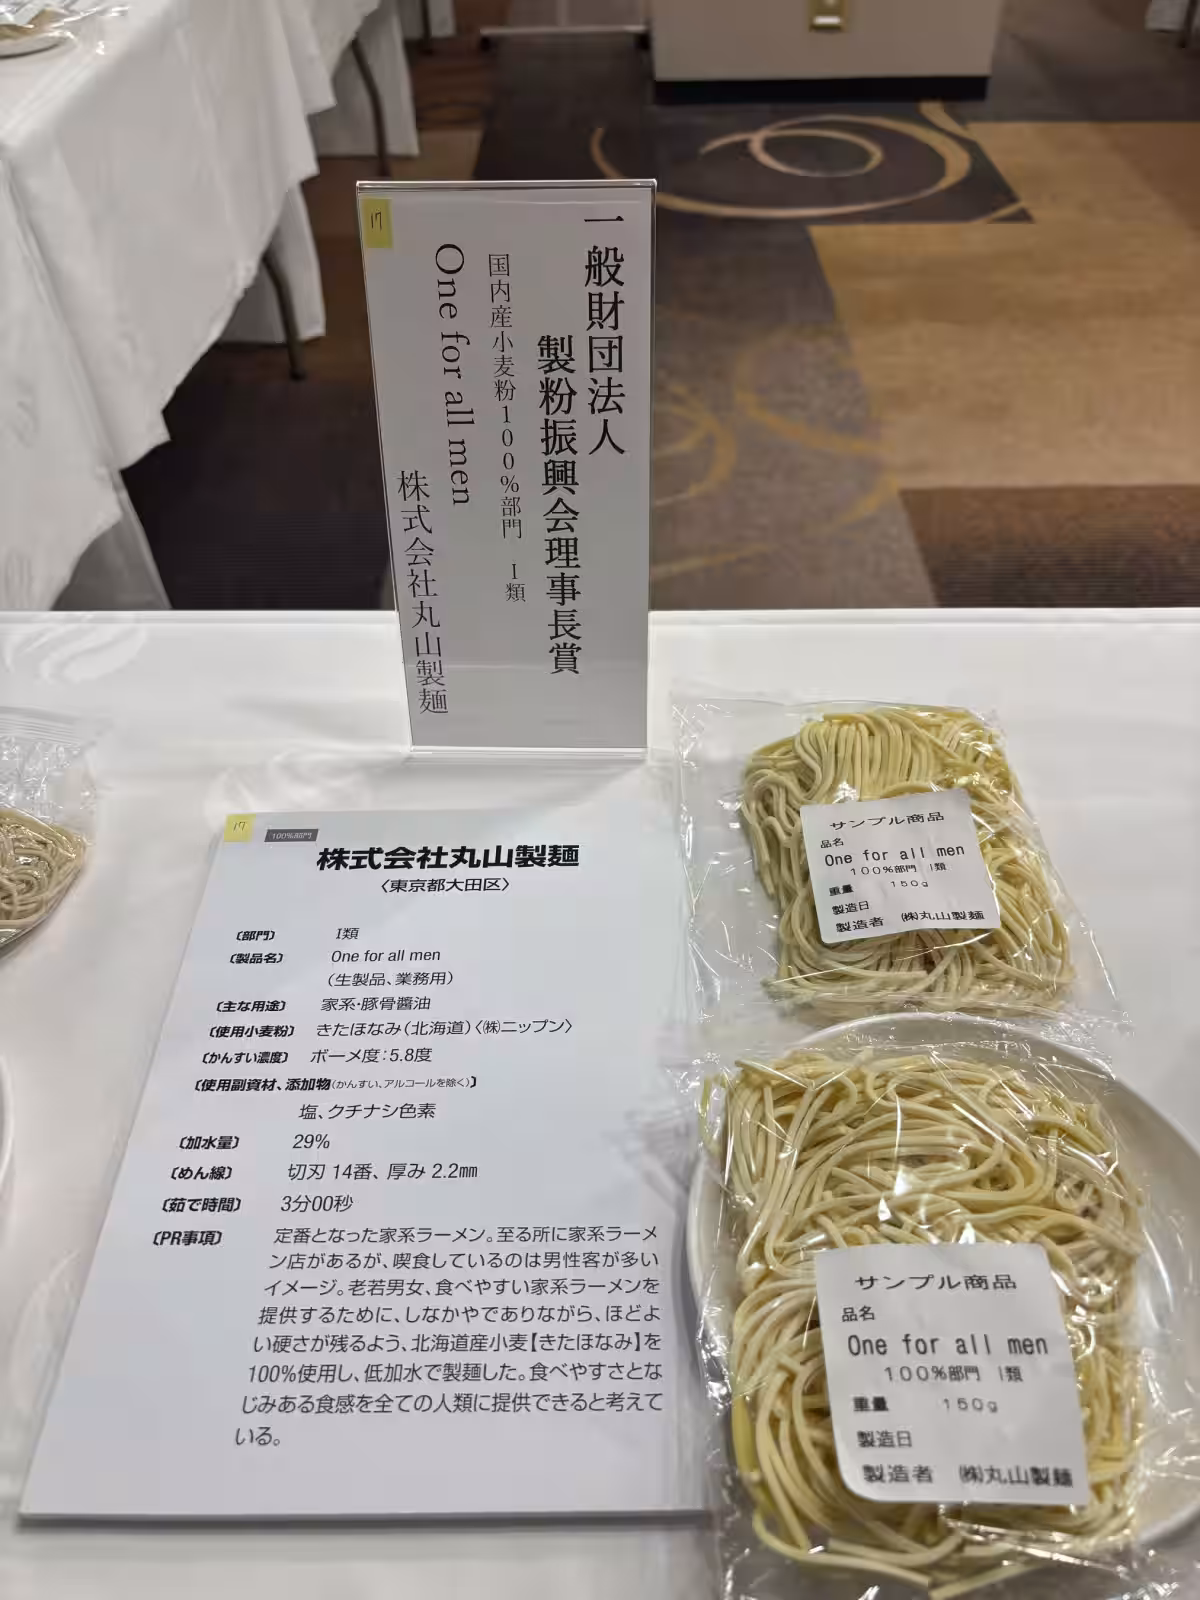 17
一般財団法人
製粉振興会理事長賞
国内産小麦粉100%部門 I類
One for all men
株式会社丸山製麺
17
100%部門
株式会社丸山製麺
〈東京都大田区〉
〔部門〕 I類
〔製品名〕 One for all men
（生製品、業務用）
〔主な用途〕 家系・豚骨醤油
〔使用小麦粉〕 きたほなみ（北海道）〈㈱ニップン〉
〔かんすい濃度〕 ボーメ度：5.8度
〔使用副資材、添加物（かんすい、アルコールを除く）〕
塩、クチナシ色素
〔加水量〕 29%
〔めん線〕 切刃 14番、厚み 2.2㎜
〔茹で時間〕 3分00秒
〔PR事項〕 定番となった家系ラーメン。至る所に家系ラーメ
ン店があるが、喫食しているのは男性客が多い
イメージ。老若男女、食べやすい家系ラーメンを
提供するために、しなかやでありながら、ほどよ
い硬さが残るよう、北海道産小麦【きたほなみ】を
100%使用し、低加水で製麺した。食べやすさとな
じみある食感を全ての人類に提供できると考えて
いる。
サンプル商品
品名
One for all men
100%部門 I類
重量 150g
製造日
製造者 ㈱丸山製麺
サンプル商品
品名
One for all men
100%部門 I類
重量 150g
製造日
製造者 ㈱丸山製麺